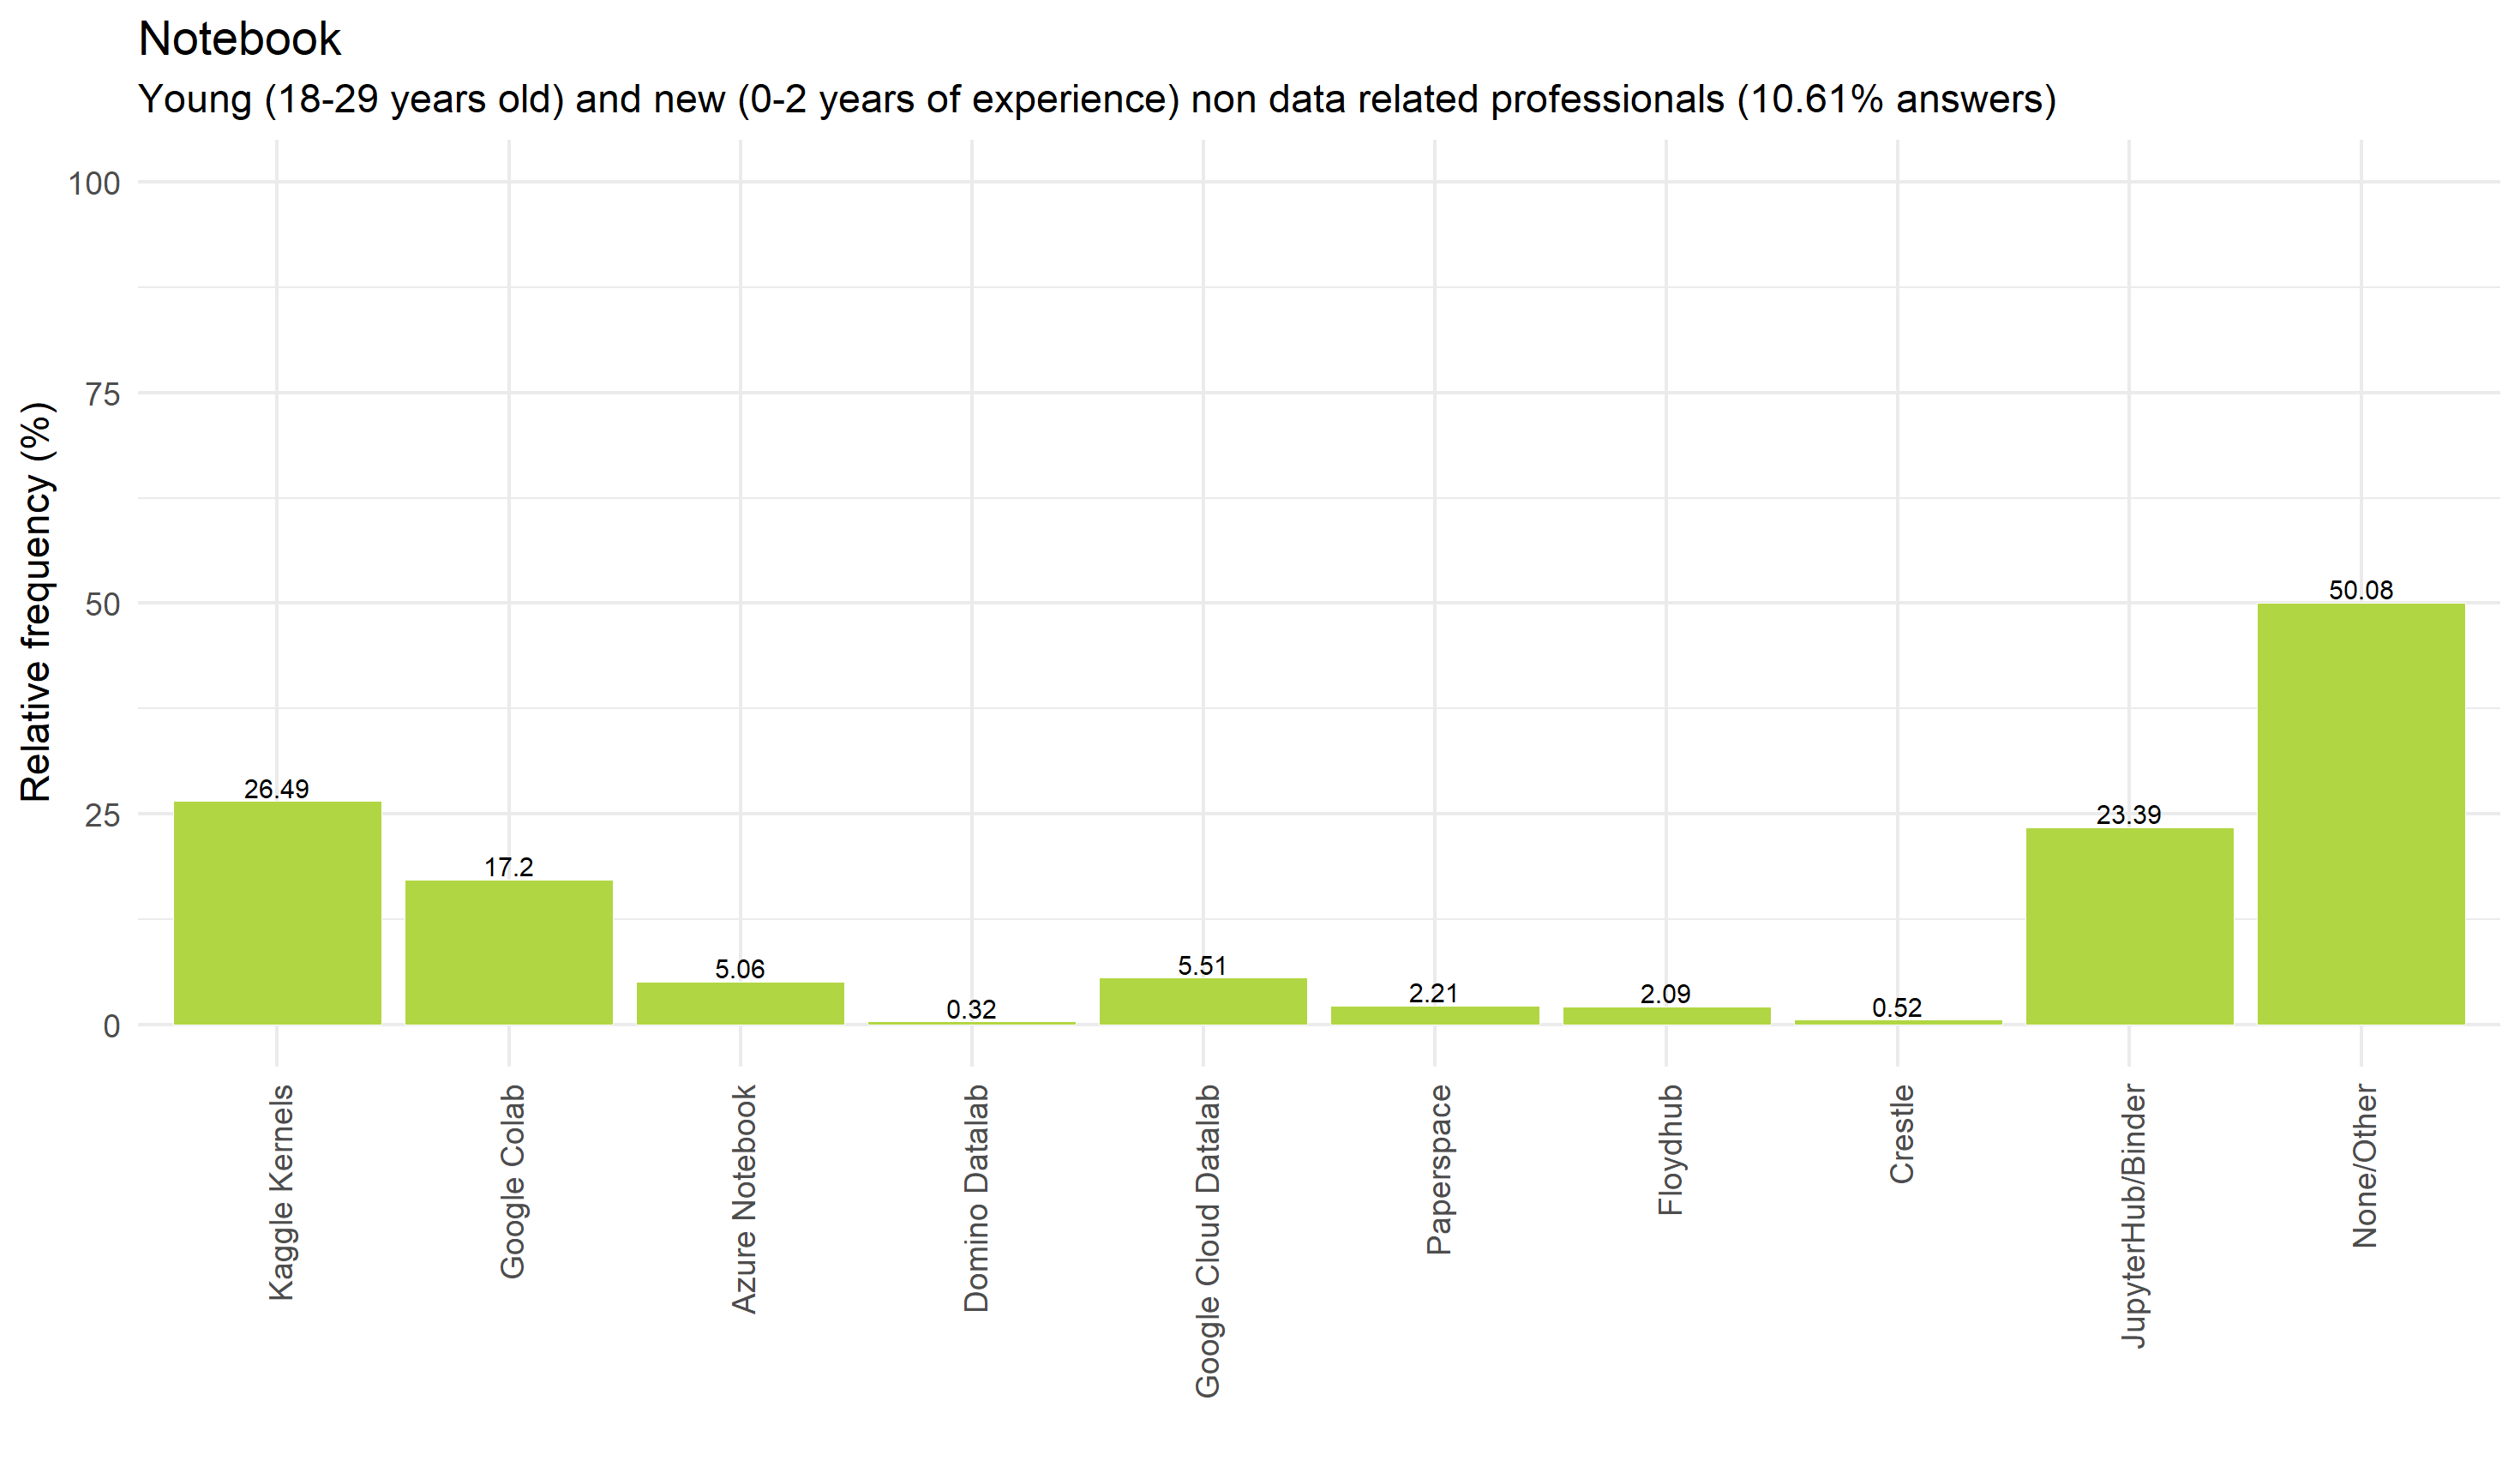 Notebook
Young (18-29 years old) and new (0-2 years of experience) non data related professionals (10.61% answers)
Relative frequency (%)
100
75
50
25
0
26.49
17.2
5.06
0.32
5.51
2.21
2.09
0.52
23.39
50.08
Kaggle Kernels
Google Colab
Azure Notebook
Domino Datalab
Google Cloud Datalab
Paperspace
Floydhub
Crestle
JupyterHub/Binder
None/Other